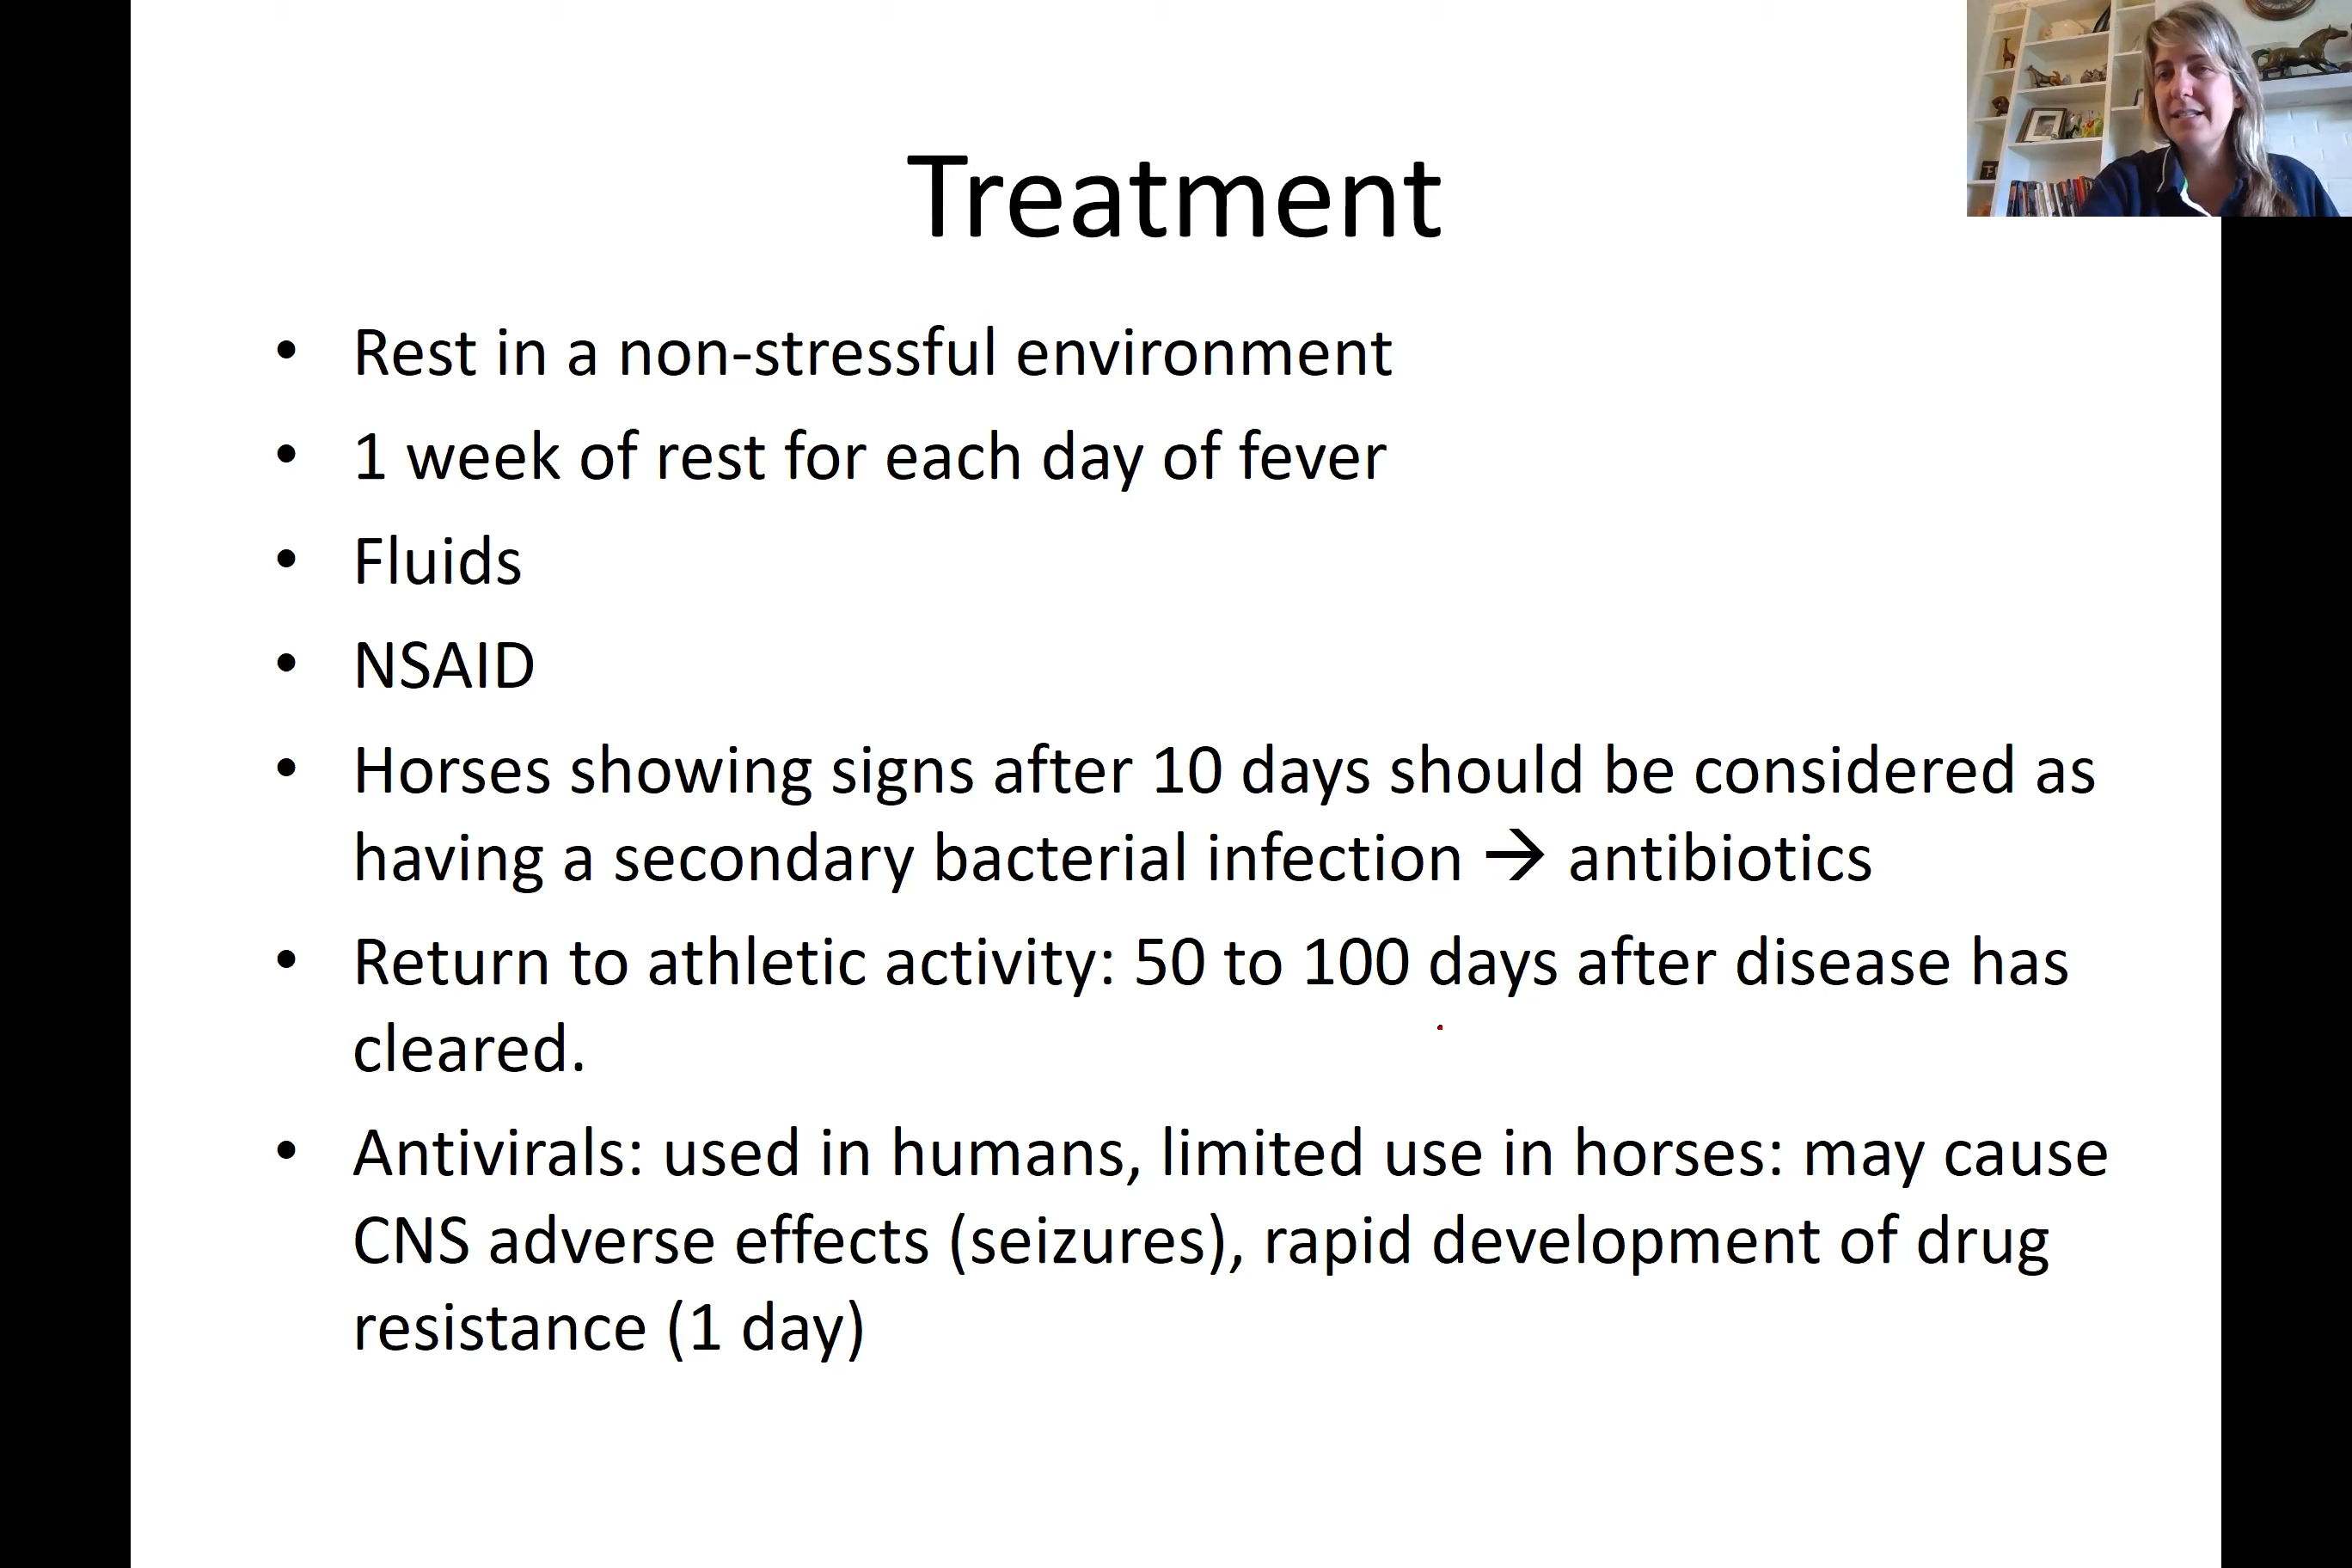 Treatment
• Rest in a non-stressful environment
• 1 week of rest for each day of fever
• Fluids
• NSAID
• Horses showing signs after 10 days should be considered as
having a secondary bacterial infection → antibiotics
• Return to athletic activity: 50 to 100 days after disease has
cleared.
• Antivirals: used in humans, limited use in horses: may cause
CNS adverse effects (seizures), rapid development of drug
resistance (1 day)